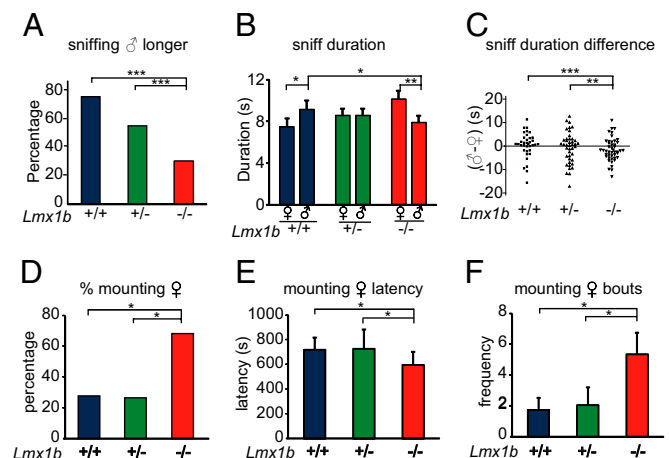 A
sniffing ♂ longer
***
***
Percentage
80
60
40
20
0
Lmx1b +/+ +/- -/-
B
sniff duration
* * **
Duration (s)
12
8
4
0
♀ ♂ ♀ ♂ ♀ ♂
Lmx1b +/+ +/- -/-
C
sniff duration difference
***
**
(♂-♀) (s)
20
10
0
-10
-20
Lmx1b +/+ +/- -/-
D
% mounting ♀
*
*
percentage
80
60
40
20
0
Lmx1b +/+ +/- -/-
E
mounting ♀ latency
*
*
latency (s)
1000
800
600
400
200
0
Lmx1b +/+ +/- -/-
F
mounting ♀ bouts
*
*
frequency
8
6
4
2
0
Lmx1b +/+ +/- -/-